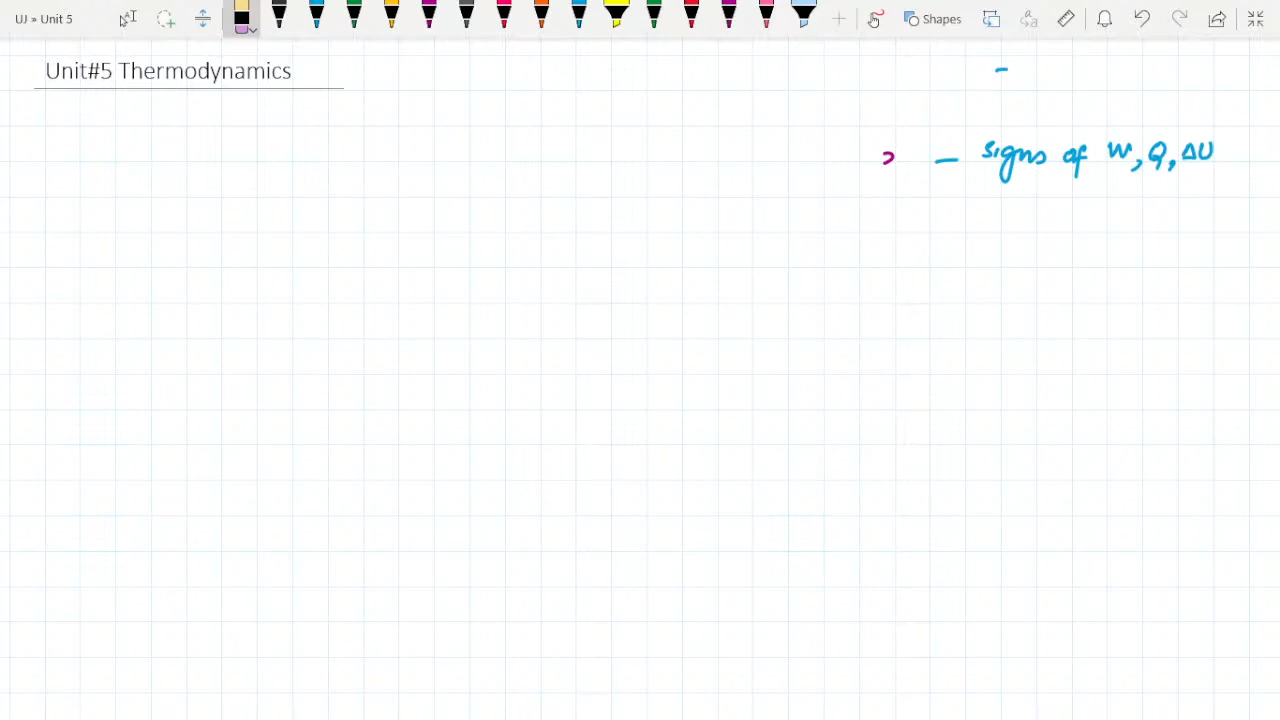 UJ » Unit 5
Shapes
Unit#5 Thermodynamics
– signs of W, Q, ΔU